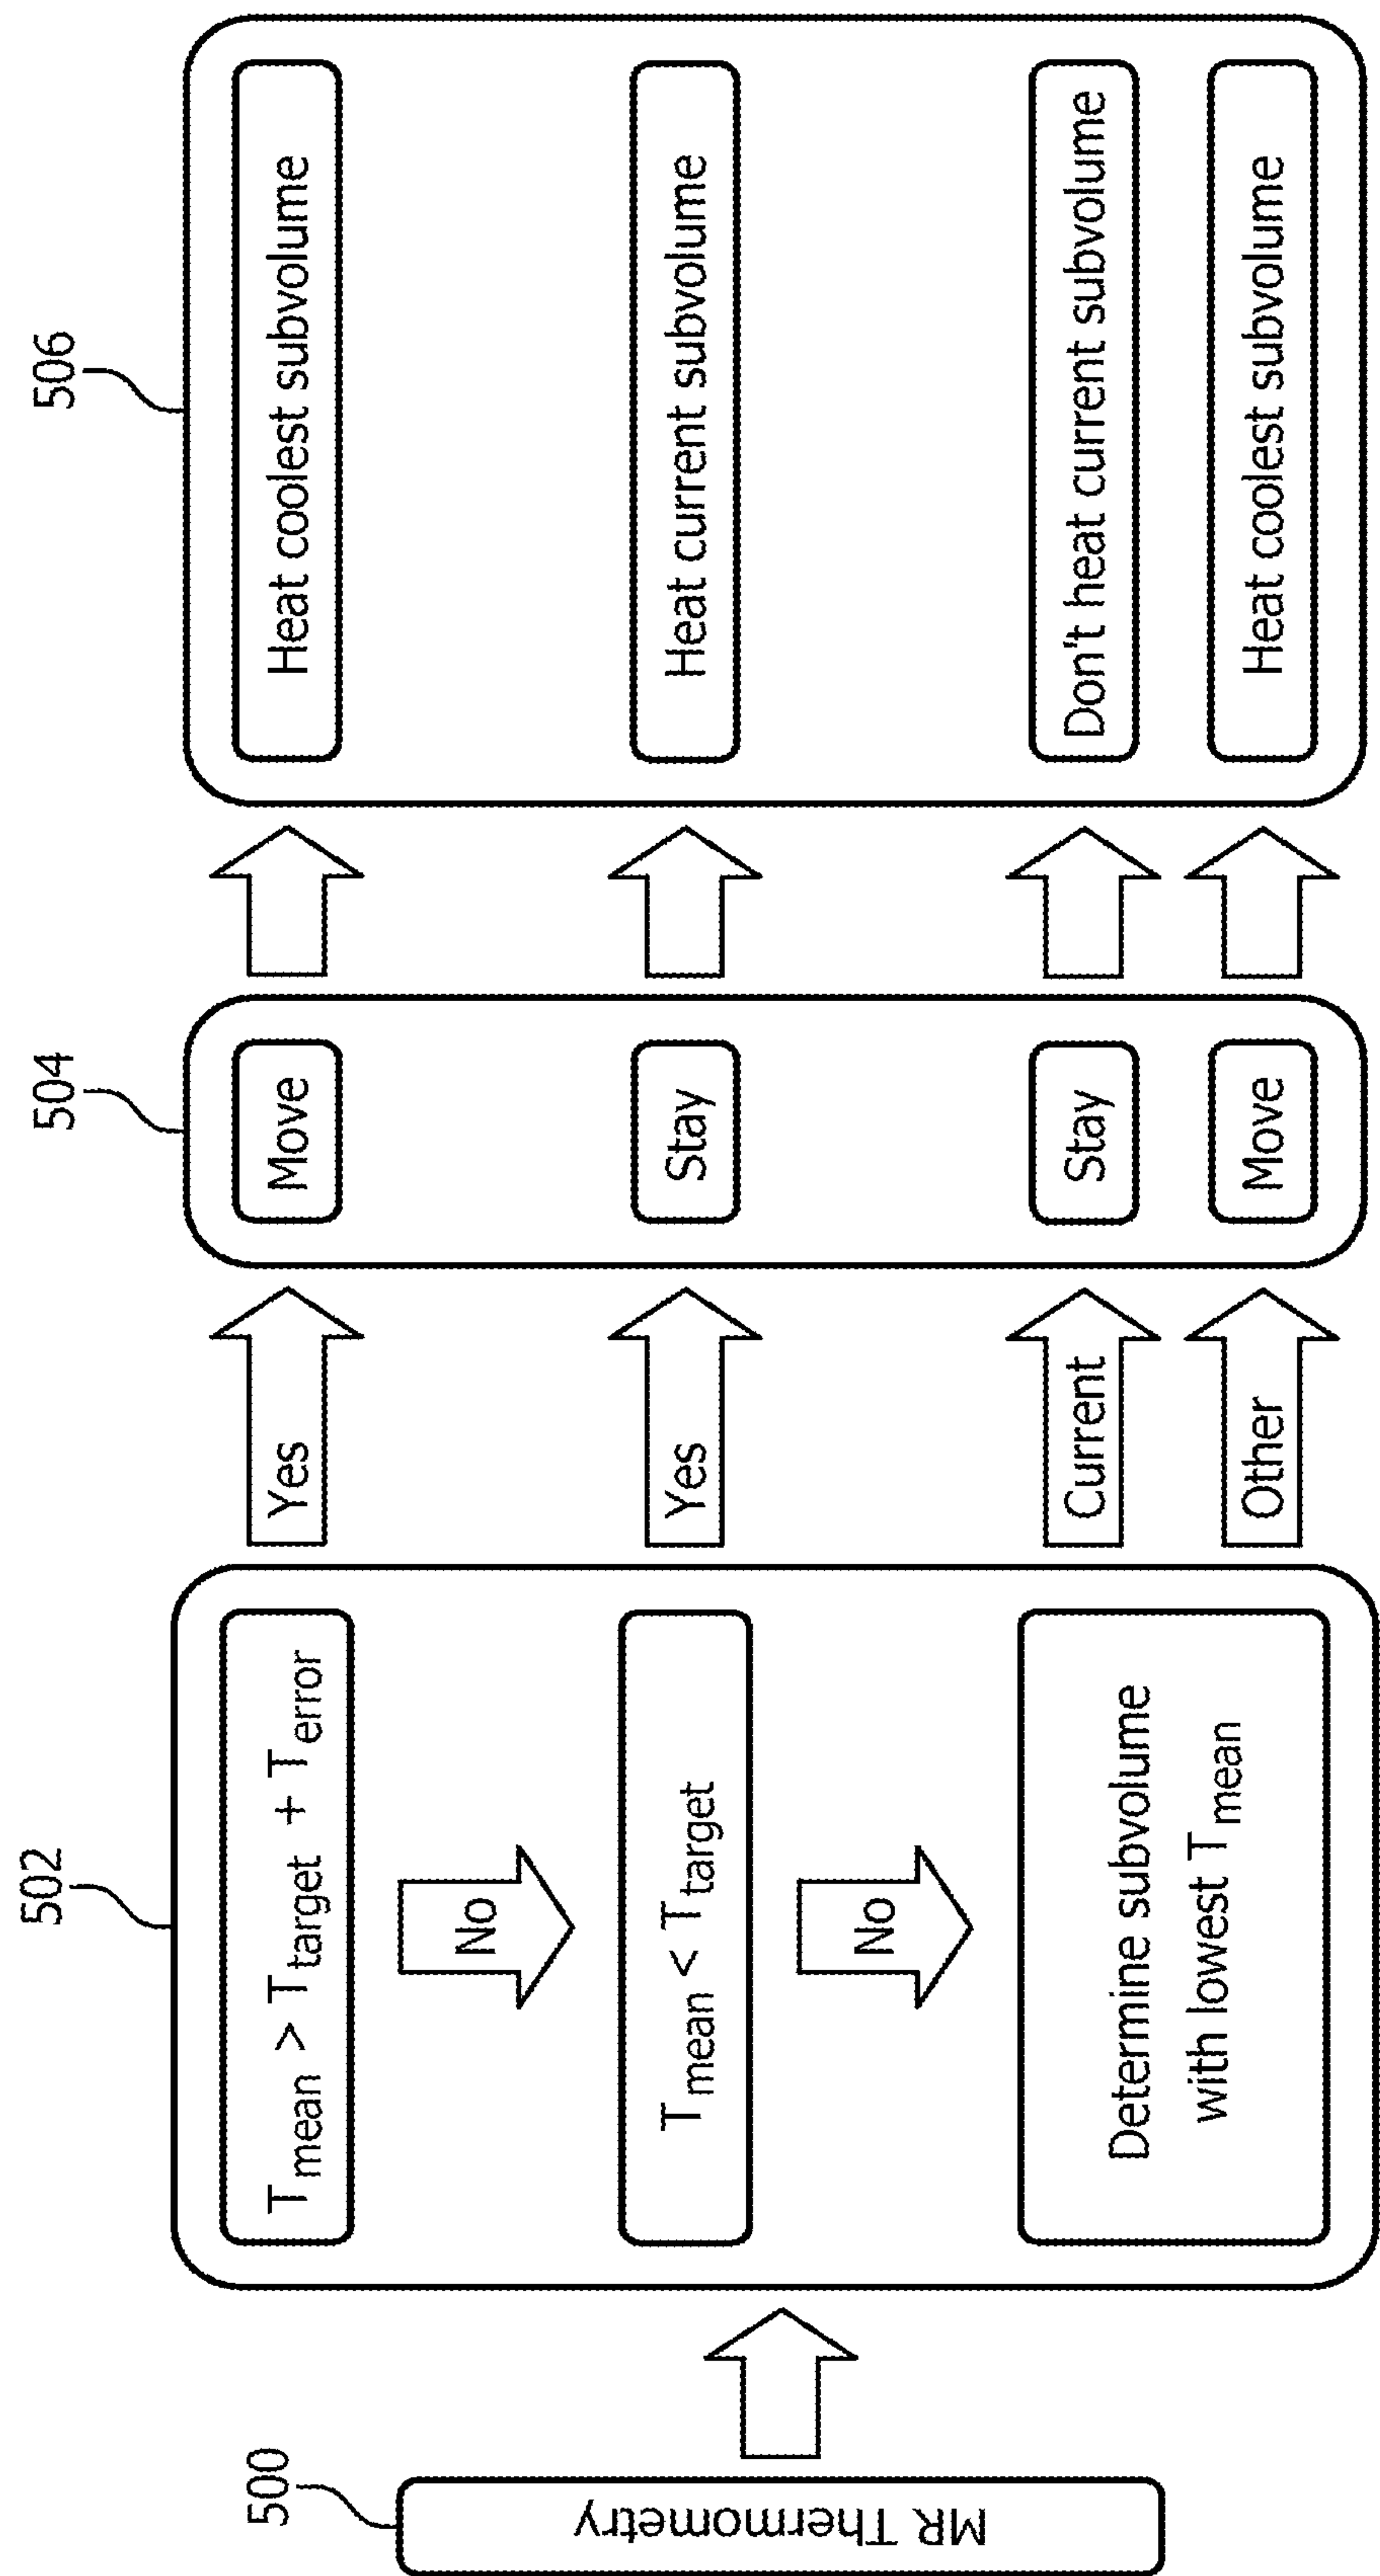 500
MR Thermometry
502
T_mean > T_target + T_error
No
T_mean < T_target
No
Determine subvolume
with lowest T_mean
Yes
Yes
Current
Other
504
Move
Stay
Stay
Move
506
Heat coolest subvolume
Heat current subvolume
Don't heat current subvolume
Heat coolest subvolume